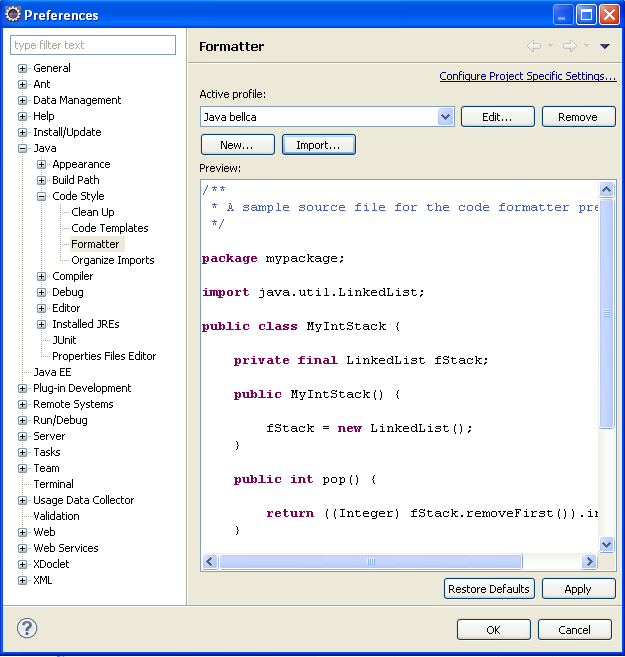 Preferences
type filter text
General
Ant
Data Management
Help
Install/Update
Java
Appearance
Build Path
Code Style
Clean Up
Code Templates
Formatter
Organize Imports
Compiler
Debug
Editor
Installed JREs
JUnit
Properties Files Editor
Java EE
Plug-in Development
Remote Systems
Run/Debug
Server
Tasks
Team
Terminal
Usage Data Collector
Validation
Web
Web Services
XDoclet
XML
Formatter
Configure Project Specific Settings...
Active profile:
Java bellca Edit... Remove
New... Import...
Preview:
/**
* A sample source file for the code formatter pre
*/
package mypackage;
import java.util.LinkedList;
public class MyIntStack {
private final LinkedList fStack;
public MyIntStack() {
fStack = new LinkedList();
}
public int pop() {
return ((Integer) fStack.removeFirst()).in
}
Restore Defaults Apply
? OK Cancel